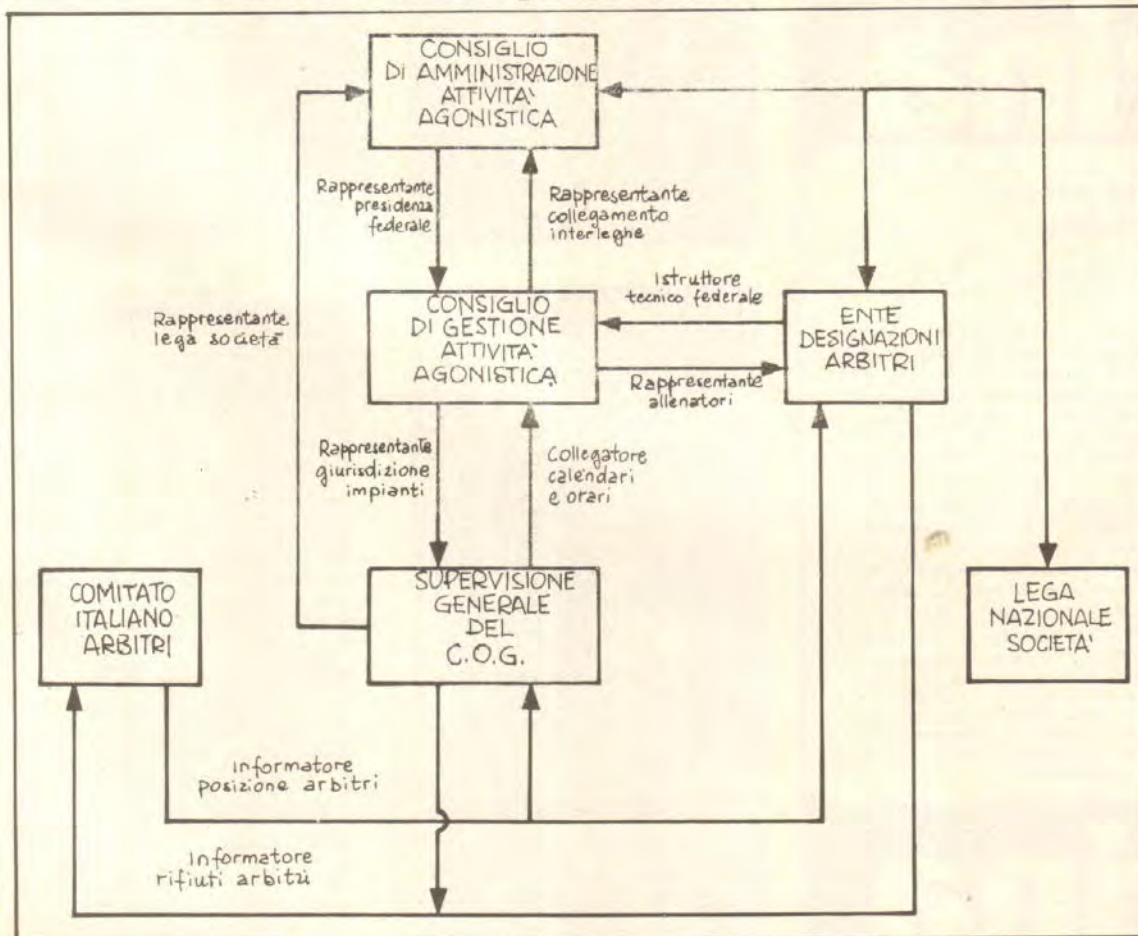 CONSIGLIO
DI AMMINISTRAZIONE
ATTIVITA'
AGONISTICA
Rappresentante
presidenza
federale
Rappresentante
collegamento
interleghe
Rappresentante
lega società
CONSIGLIO
DI GESTIONE
ATTIVITA'
AGONISTICA
Istruttore
tecnico federale
Rappresentante
allenatori
ENTE
DESIGNAZIONI
ARBITRI
Rappresentante
giurisdizione
impianti
Collegatore
calendari
e orari
COMITATO
ITALIANO
ARBITRI
SUPERVISIONE
GENERALE
DEL
C.O.G.
LEGA
NAZIONALE
SOCIETA'
Informatore
posizione arbitri
Informatore
rifiuti arbitri